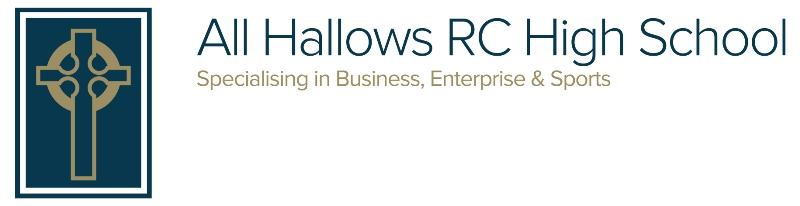 All Hallows RC High School
Specialising in Business, Enterprise & Sports